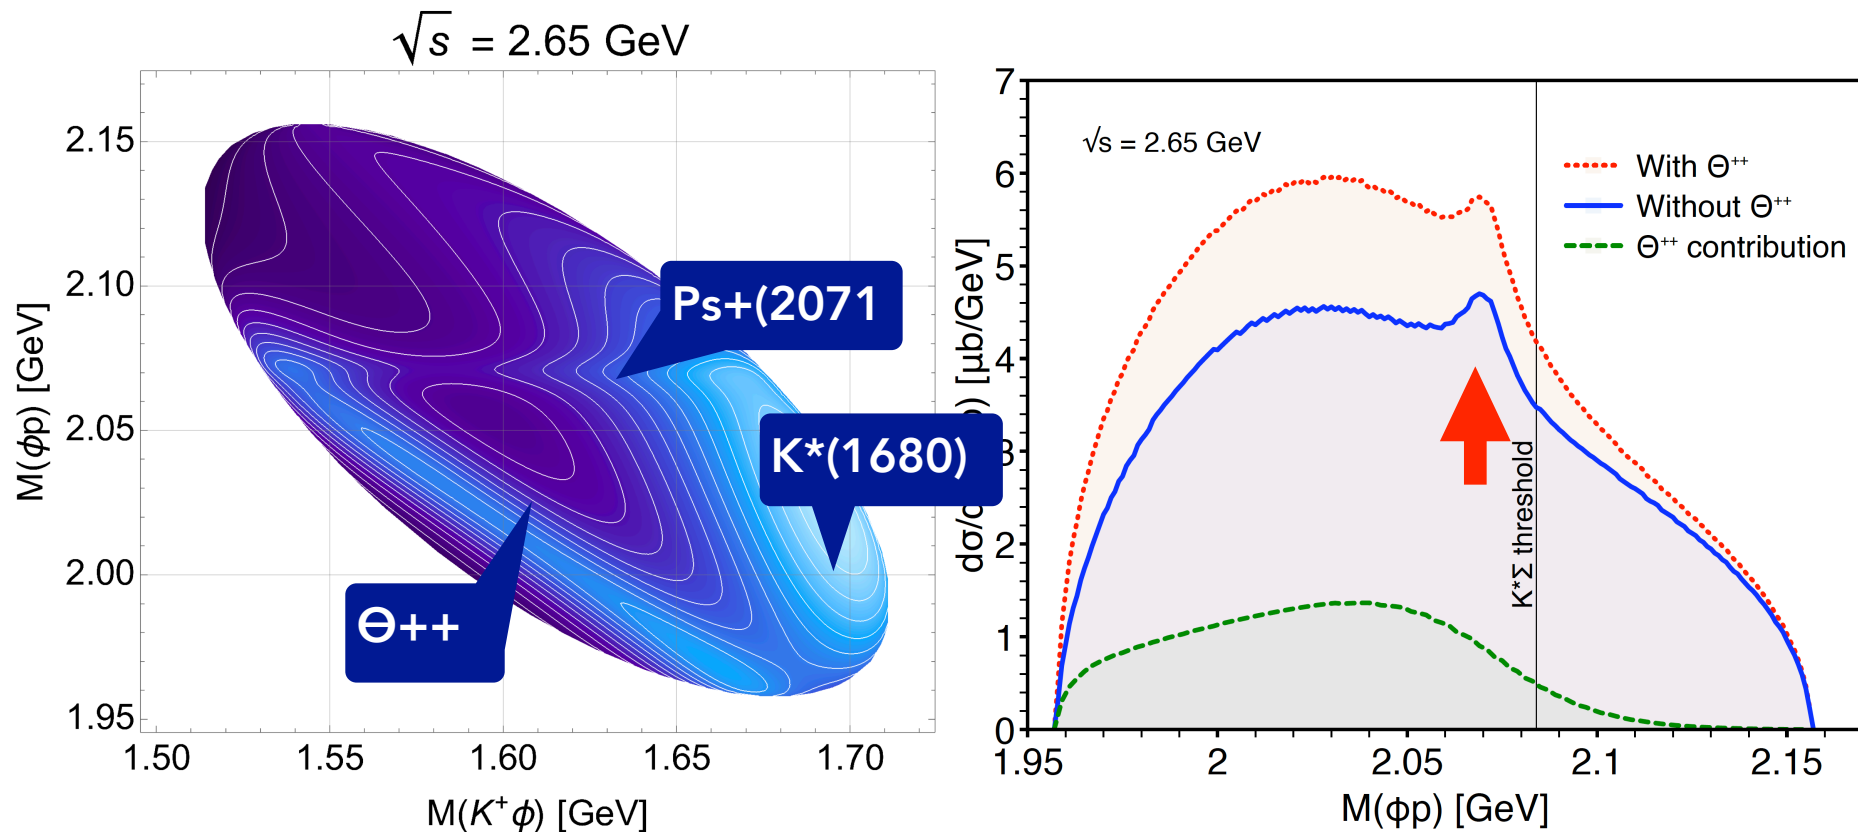 √s = 2.65 GeV
2.15
2.10
2.05
2.00
1.95
M(ϕp) [GeV]
1.50 1.55 1.60 1.65 1.70
M(K⁺ϕ) [GeV]
Ps+(2071
K*(1680)
Θ++
7
6
5
4
3
2
1
0
[μb/GeV]
√s = 2.65 GeV
With Θ⁺⁺
Without Θ⁺⁺
Θ⁺⁺ contribution
K*Σ threshold
1.95 2 2.05 2.1 2.15
M(ϕp) [GeV]